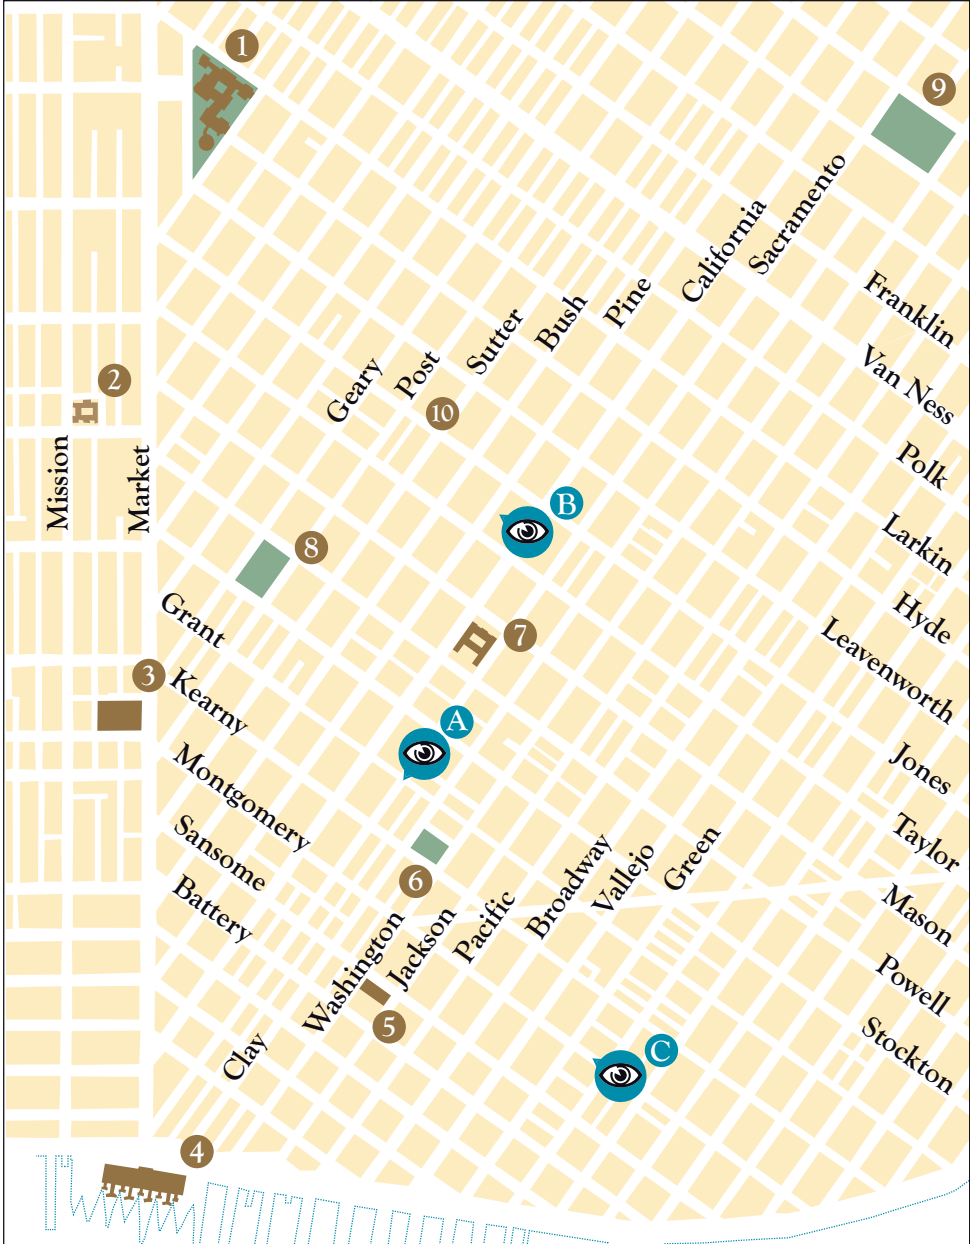 1
9
Sacramento
California
Franklin
Pine
Bush
Sutter
Van Ness
Post
Geary
2
10
Polk
Mission
Market
B
Larkin
8
Hyde
Grant
7
Leavenworth
3
Kearny
A
Jones
Montgomery
Taylor
Sansome
Green
Vallejo
Broadway
6
Battery
Mason
Pacific
Jackson
Washington
Powell
5
Stockton
Clay
C
4